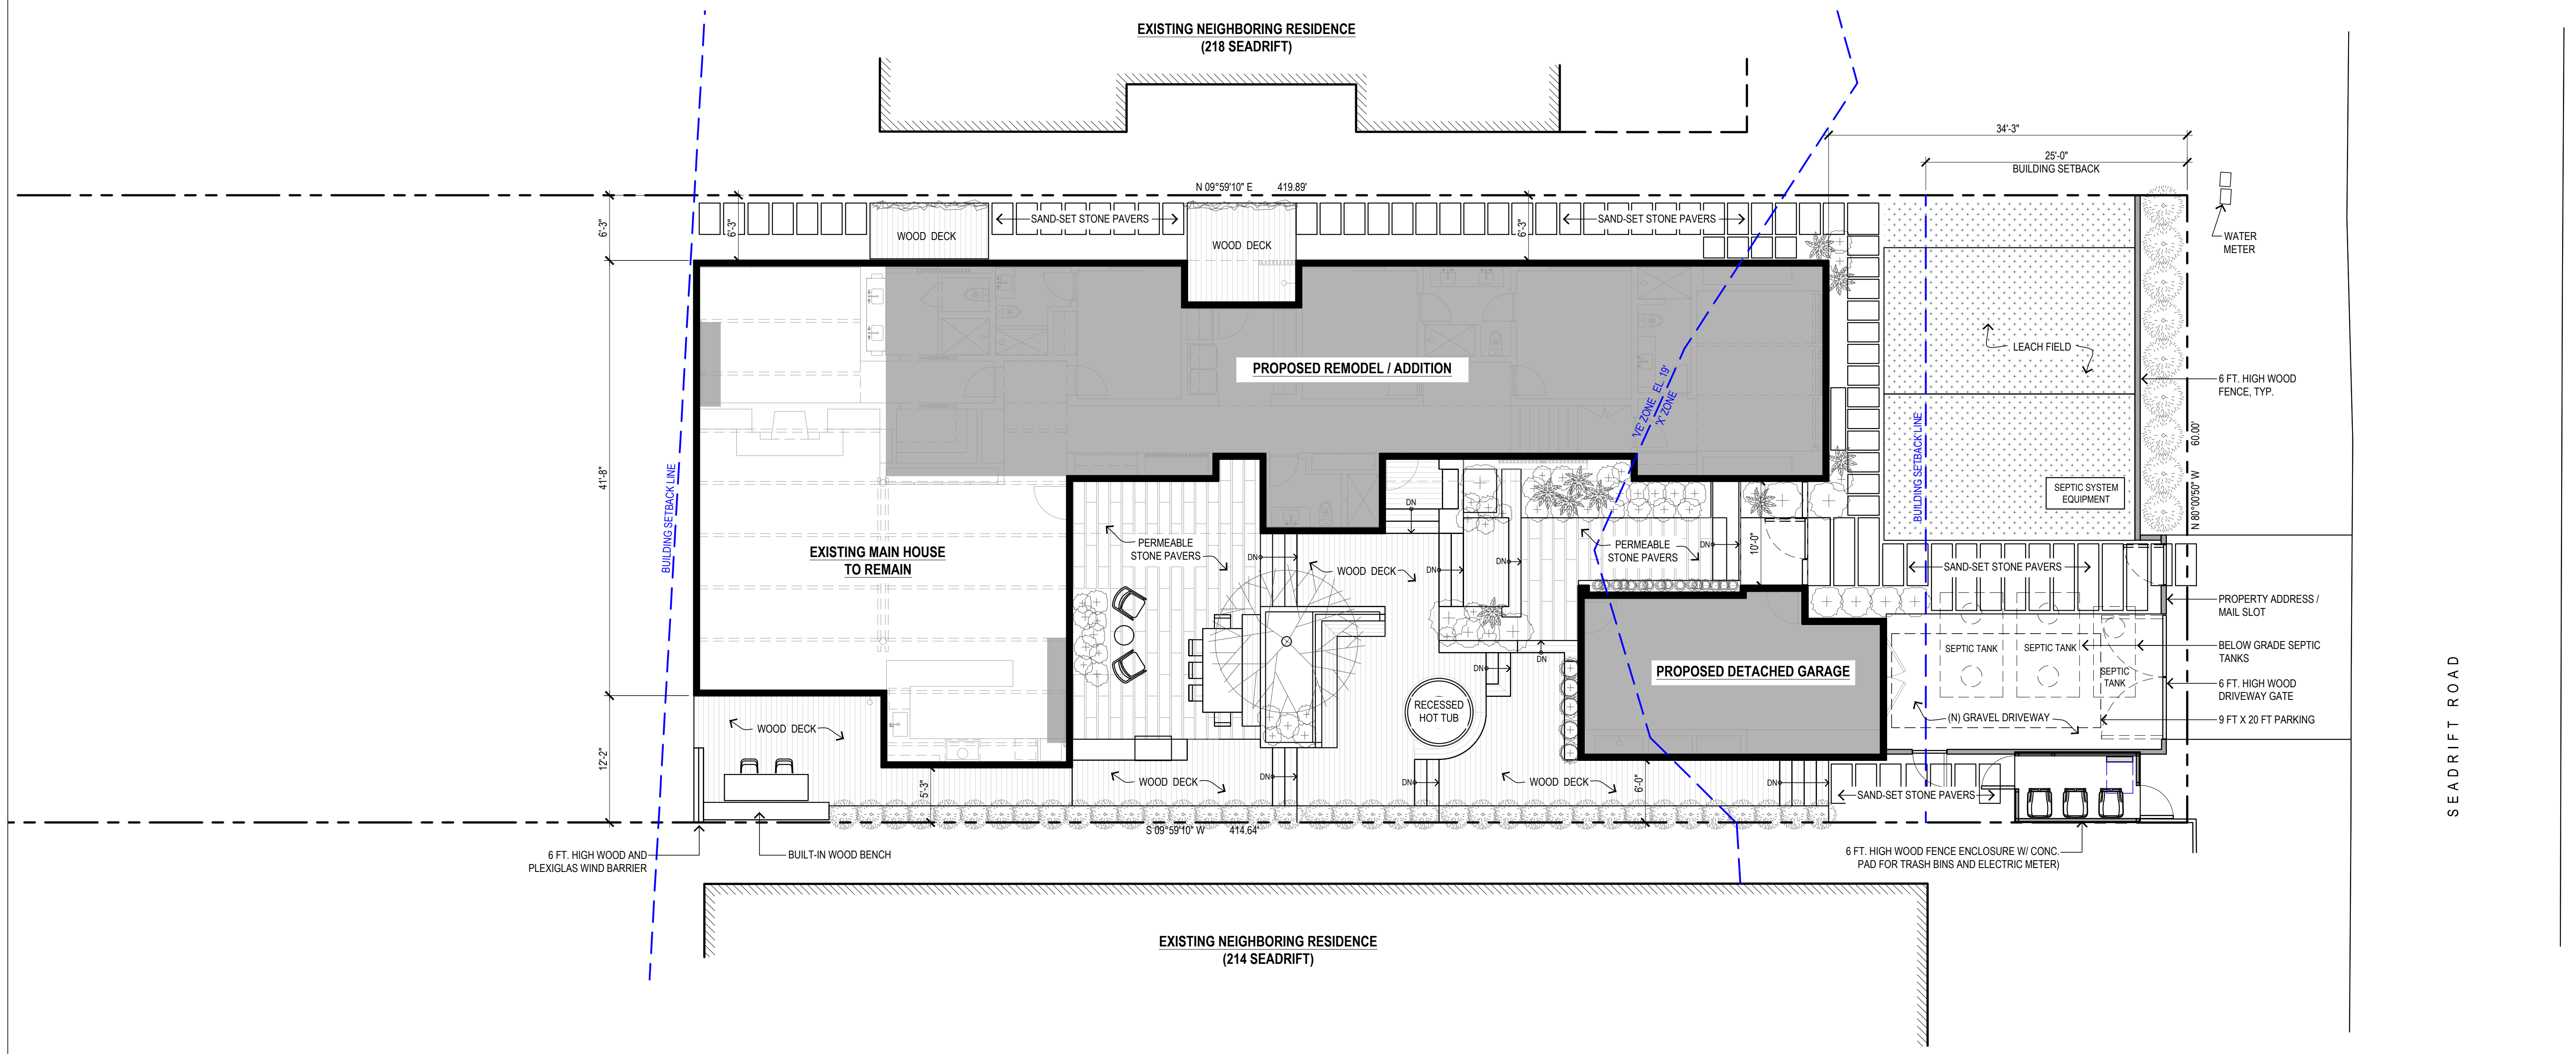 EXISTING NEIGHBORING RESIDENCE
(218 SEADRIFT)
34'-3"
25'-0"
BUILDING SETBACK
N 09°59'10" E 419.89'
6'-3"
6'-3"
6'-3"
WOOD DECK
SAND-SET STONE PAVERS
WOOD DECK
SAND-SET STONE PAVERS
WATER
METER
PROPOSED REMODEL / ADDITION
'VE' ZONE EL. 19'
'X' ZONE
LEACH FIELD
6 FT. HIGH WOOD
FENCE, TYP.
BUILDING SETBACK LINE
N 80°00'50" W 60.00'
41'-8"
BUILDING SETBACK LINE
SEPTIC SYSTEM
EQUIPMENT
DN
EXISTING MAIN HOUSE
TO REMAIN
PERMEABLE
STONE PAVERS
DN
WOOD DECK
DN
DN
PERMEABLE
STONE PAVERS
DN
10'-0"
SAND-SET STONE PAVERS
PROPERTY ADDRESS /
MAIL SLOT
BELOW GRADE SEPTIC
TANKS
SEPTIC TANK
SEPTIC TANK
SEPTIC
TANK
DN
DN
PROPOSED DETACHED GARAGE
6 FT. HIGH WOOD
DRIVEWAY GATE
RECESSED
HOT TUB
(N) GRAVEL DRIVEWAY
9 FT X 20 FT PARKING
SEADRIFT ROAD
12'-2"
WOOD DECK
5'-3"
WOOD DECK
DN
DN
WOOD DECK
6'-0"
DN
SAND-SET STONE PAVERS
S 09°59'10" W 414.64'
6 FT. HIGH WOOD AND
PLEXIGLAS WIND BARRIER
BUILT-IN WOOD BENCH
6 FT. HIGH WOOD FENCE ENCLOSURE W/ CONC.
PAD FOR TRASH BINS AND ELECTRIC METER)
EXISTING NEIGHBORING RESIDENCE
(214 SEADRIFT)